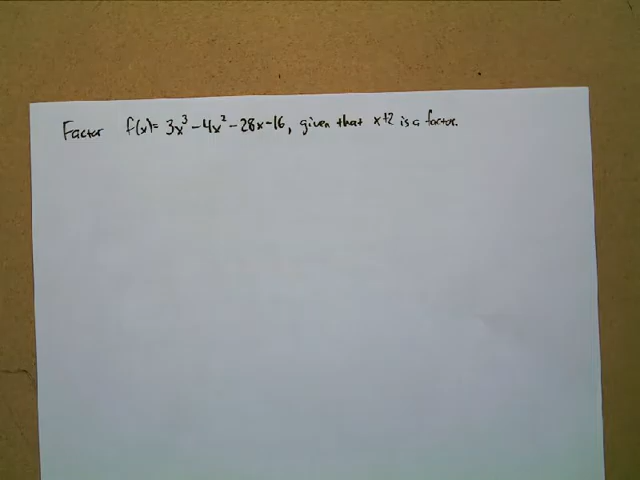 Factor f(x)= 3x³-4x²-28x-16, given that x+2 is a factor.